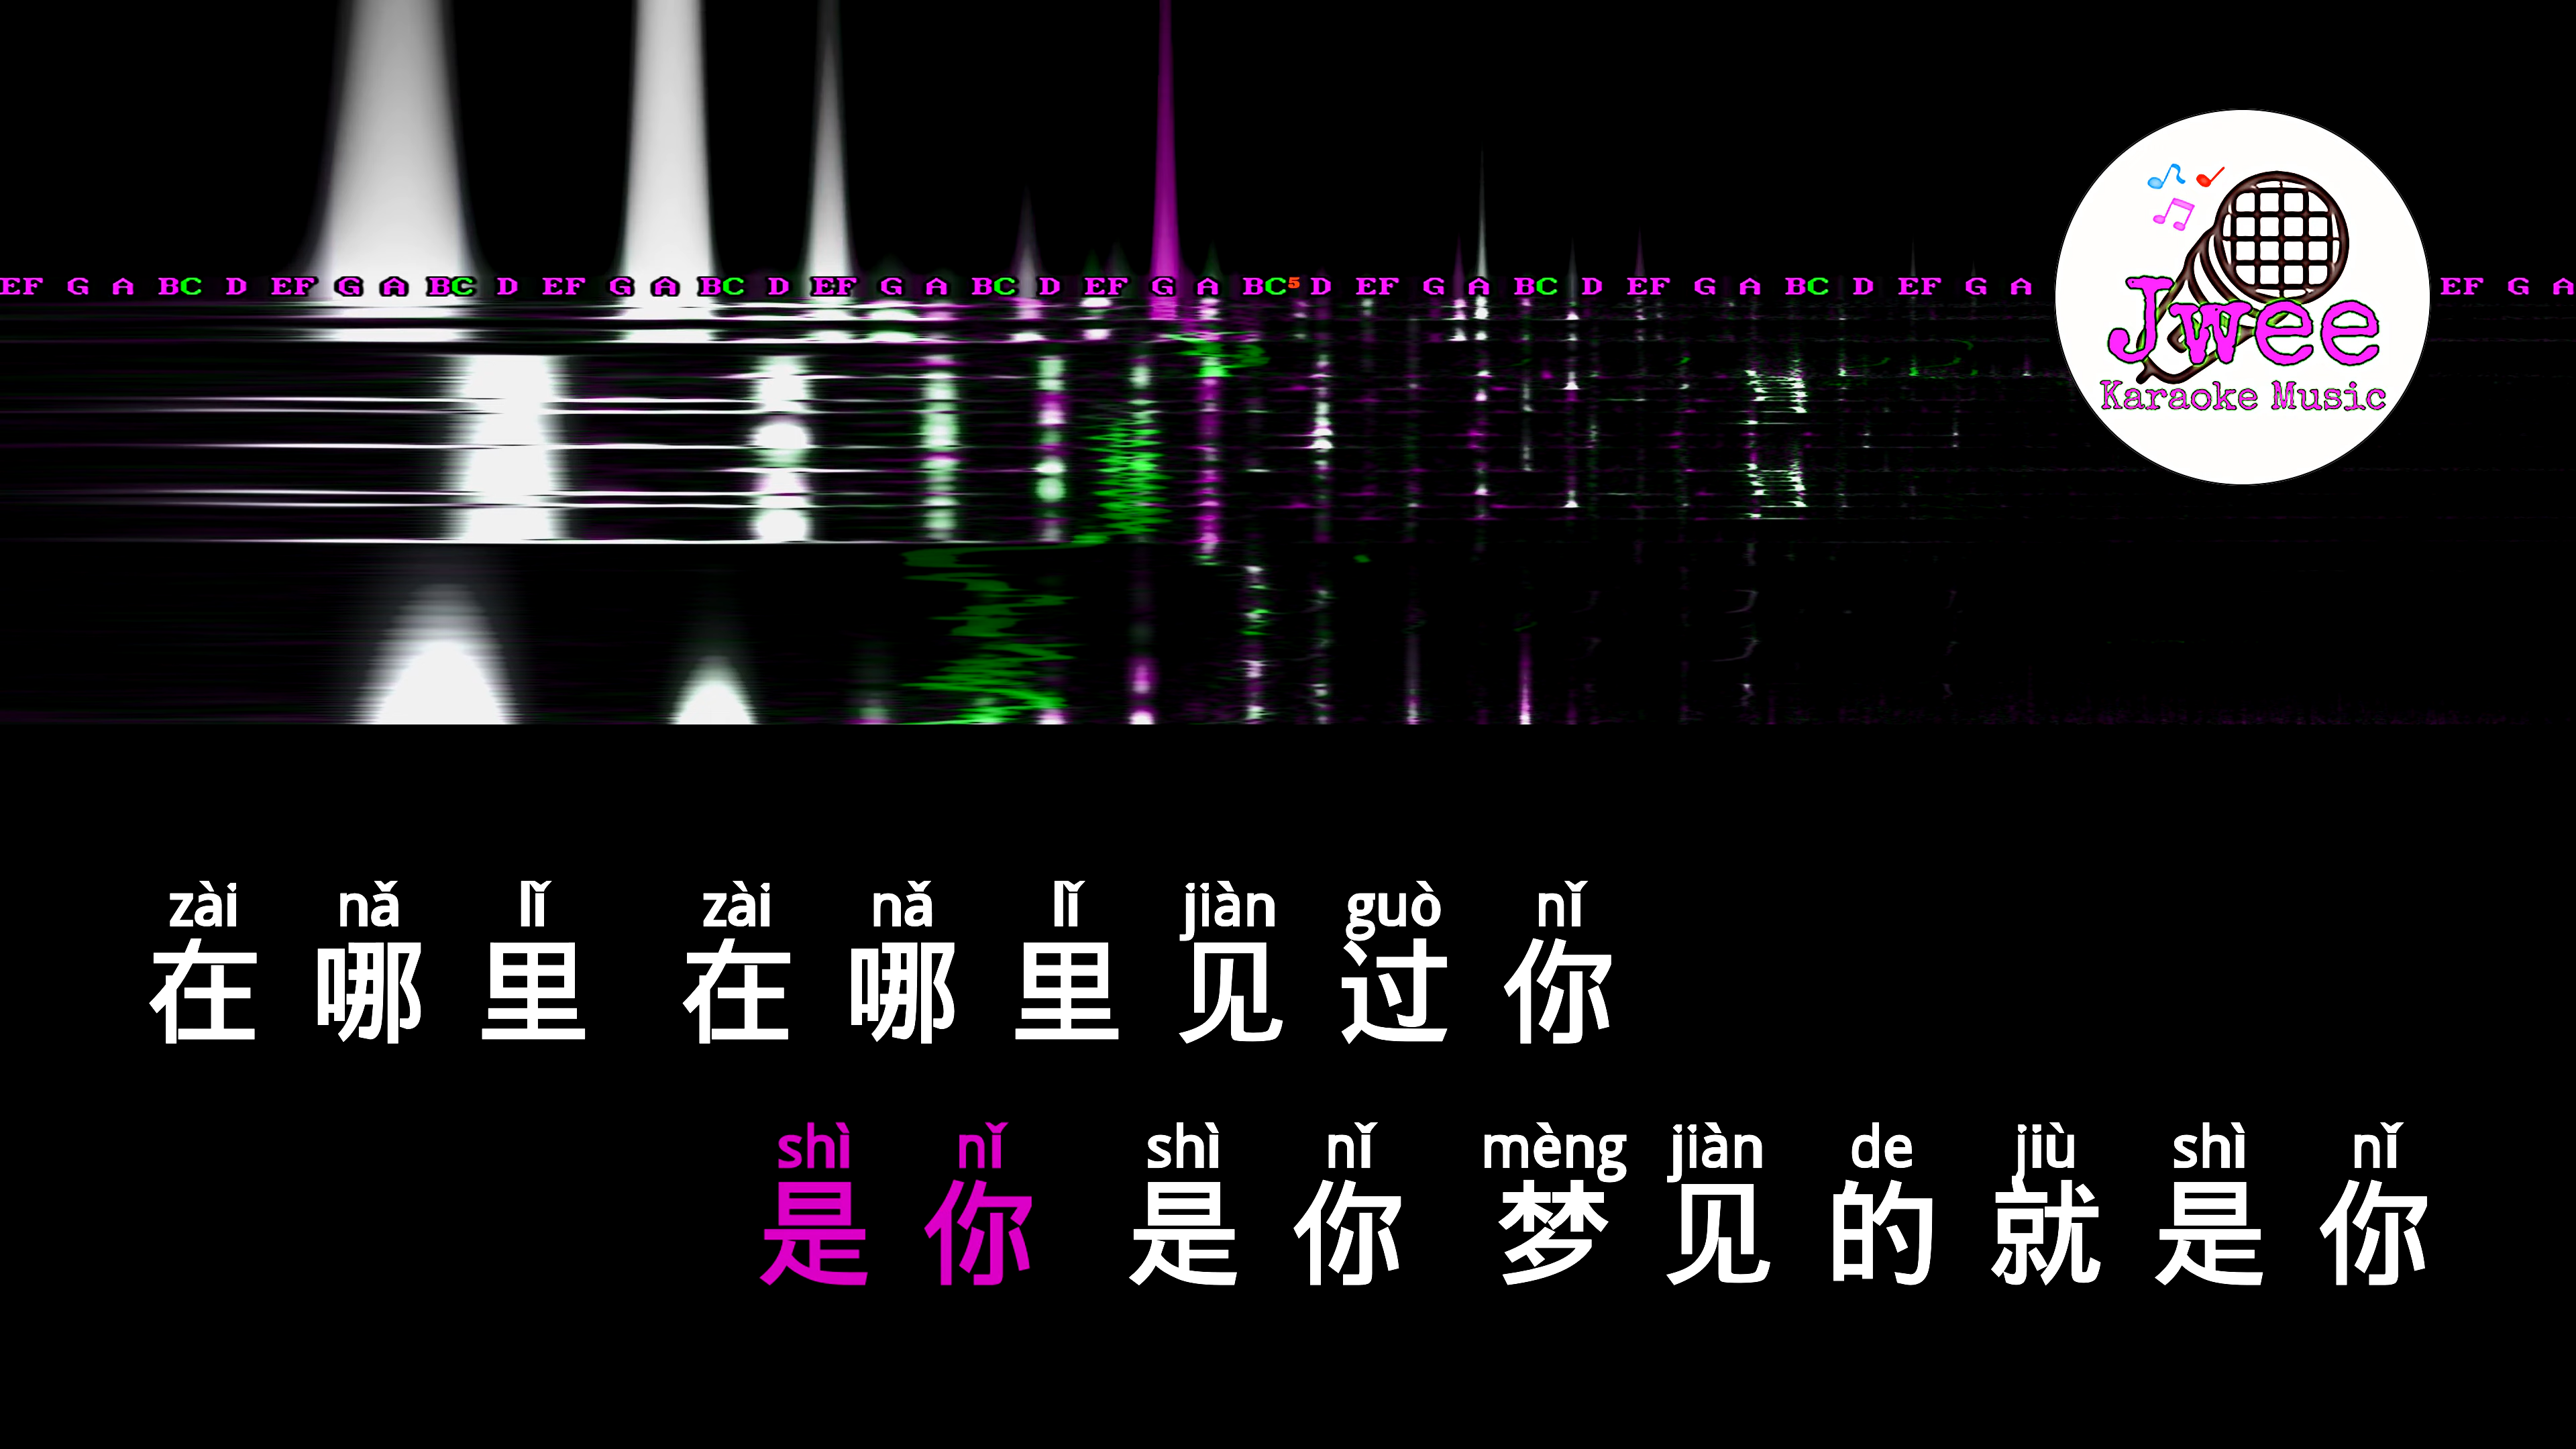 EF G A BC D EF G A BC D EF G A BC D EF G A BC D EF G A BC5 D EF G A BC D EF G A BC D EF G A EF G A
Jwee
Karaoke Music
zài nǎ lǐ zài nǎ lǐ jiàn guò nǐ
在哪里 在哪里见过你
shì nǐ shì nǐ mèng jiàn de jiù shì nǐ
是你 是你 梦见的就是你